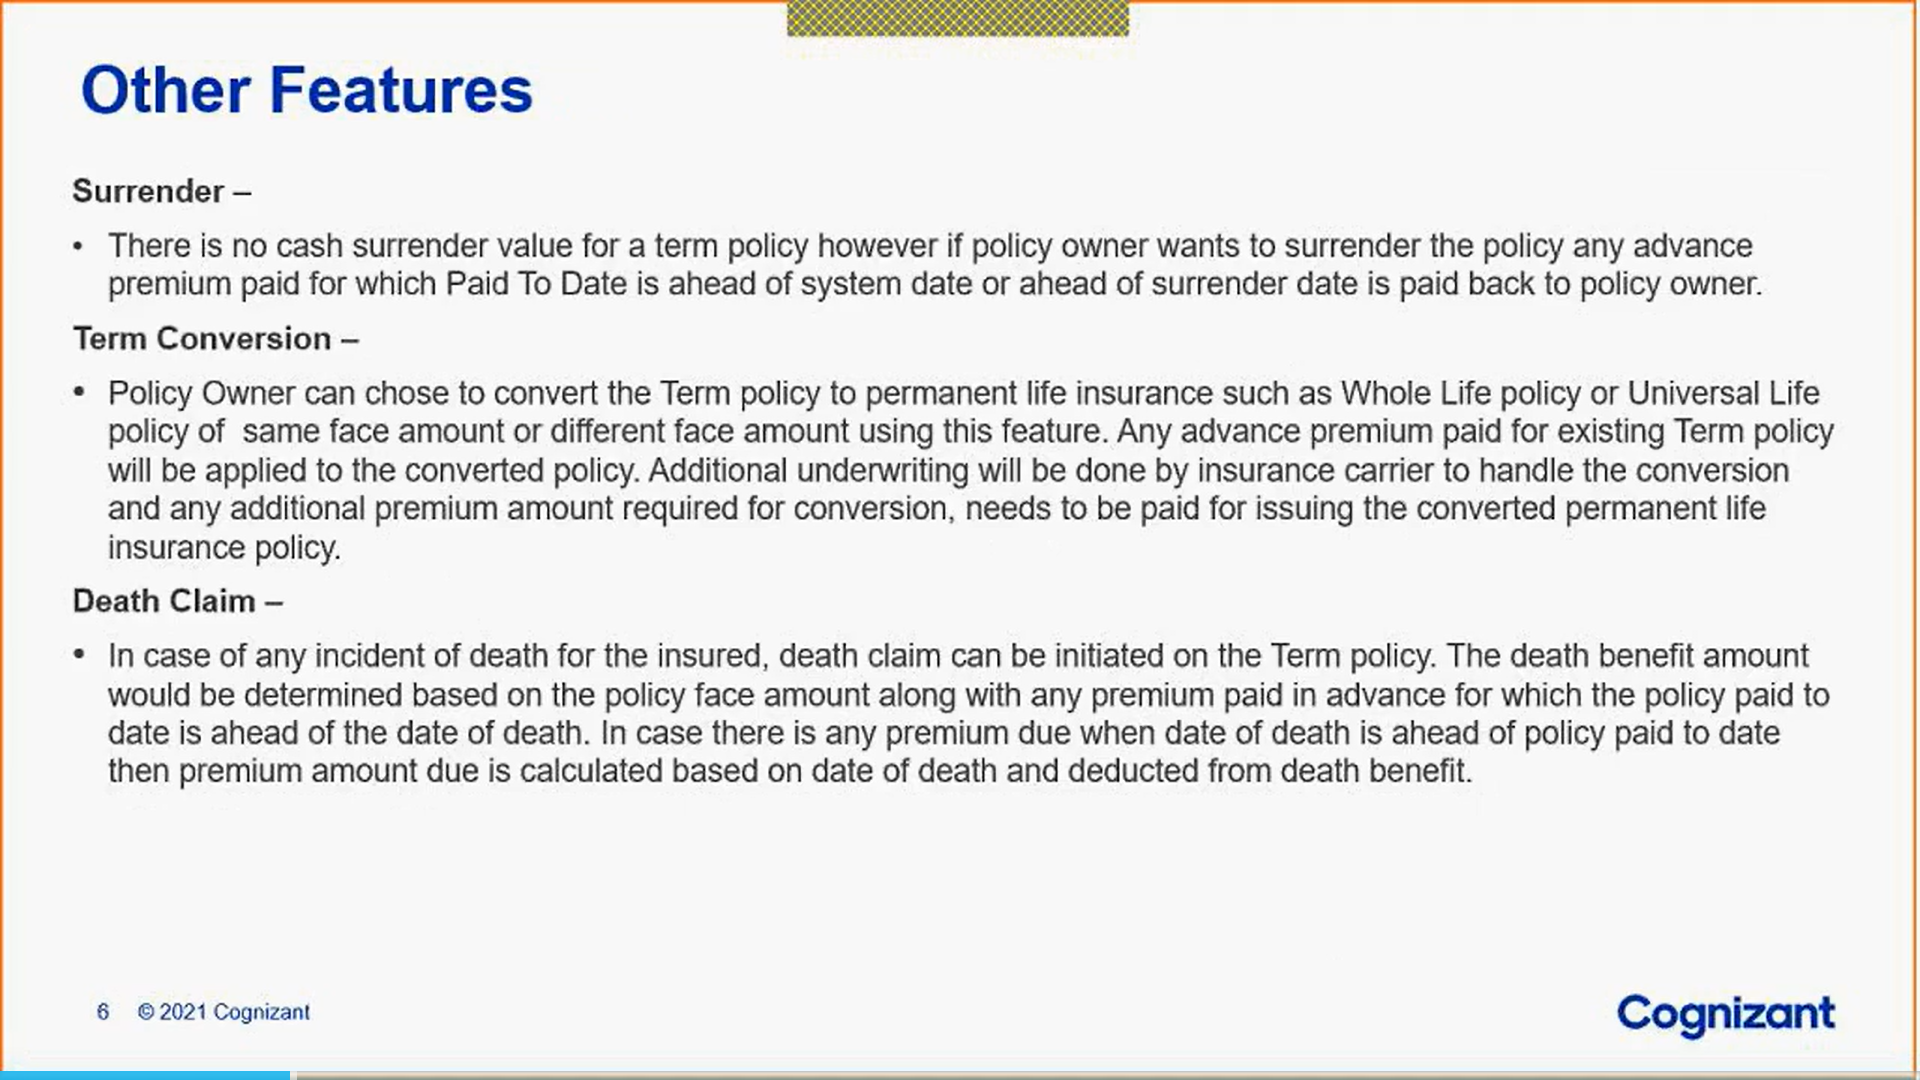 Other Features
Surrender –
• There is no cash surrender value for a term policy however if policy owner wants to surrender the policy any advance
premium paid for which Paid To Date is ahead of system date or ahead of surrender date is paid back to policy owner.
Term Conversion –
• Policy Owner can chose to convert the Term policy to permanent life insurance such as Whole Life policy or Universal Life
policy of  same face amount or different face amount using this feature. Any advance premium paid for existing Term policy
will be applied to the converted policy. Additional underwriting will be done by insurance carrier to handle the conversion
and any additional premium amount required for conversion, needs to be paid for issuing the converted permanent life
insurance policy.
Death Claim –
• In case of any incident of death for the insured, death claim can be initiated on the Term policy. The death benefit amount
would be determined based on the policy face amount along with any premium paid in advance for which the policy paid to
date is ahead of the date of death. In case there is any premium due when date of death is ahead of policy paid to date
then premium amount due is calculated based on date of death and deducted from death benefit.
6 © 2021 Cognizant
Cognizant